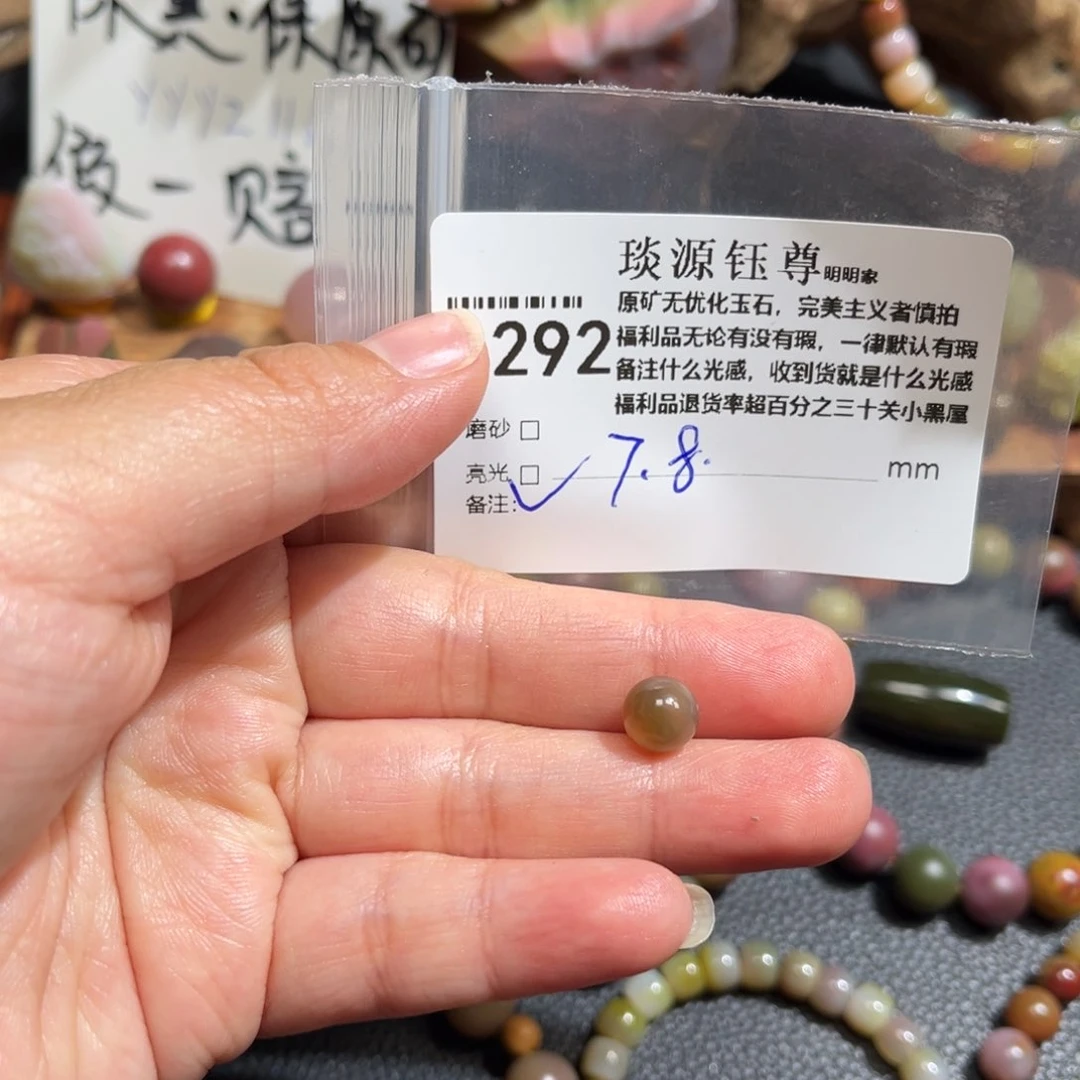 保原矿
假一赔
琰源钰尊明明家
原矿无优化玉石，完美主义者慎拍
292
福利品无论有没有瑕，一律默认有瑕
备注什么光感，收到货就是什么光感
福利品退货率超百分之三十关小黑屋
磨砂□
亮光□ ✓ 7.8. mm
备注: